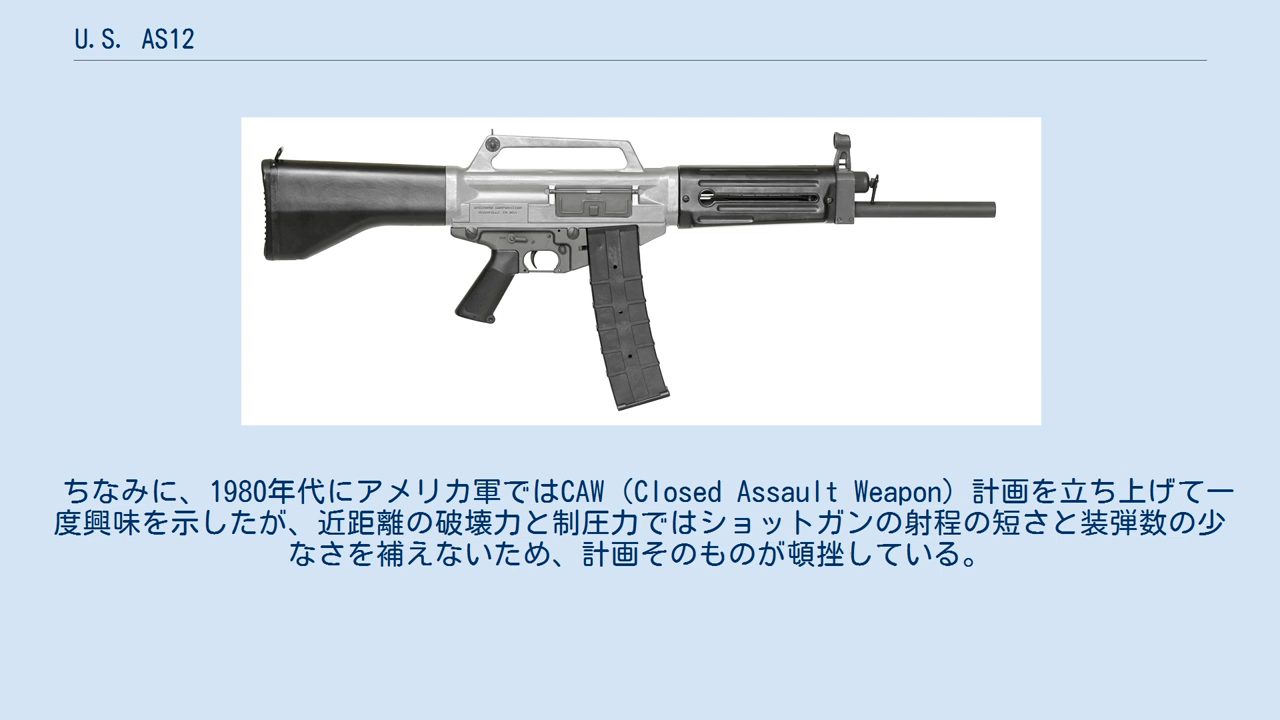 U.S. AS12
ちなみに、1980年代にアメリカ軍ではCAW（Closed Assault Weapon）計画を立ち上げて一
度興味を示したが、近距離の破壊力と制圧力ではショットガンの射程の短さと装弾数の少
なさを補えないため、計画そのものが頓挫している。